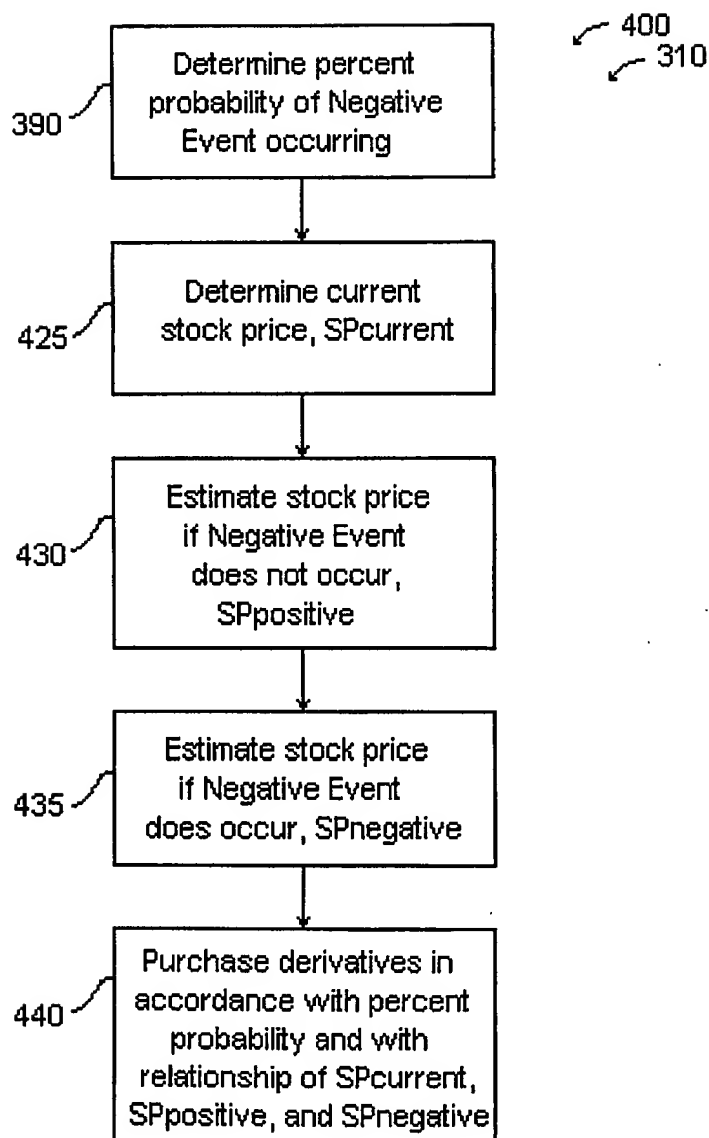 400
310
390
Determine percent
probability of Negative
Event occurring
425
Determine current
stock price, SPcurrent
430
Estimate stock price
if Negative Event
does not occur,
SPpositive
435
Estimate stock price
if Negative Event
does occur, SPnegative
440
Purchase derivatives in
accordance with percent
probability and with
relationship of SPcurrent,
SPpositive, and SPnegative